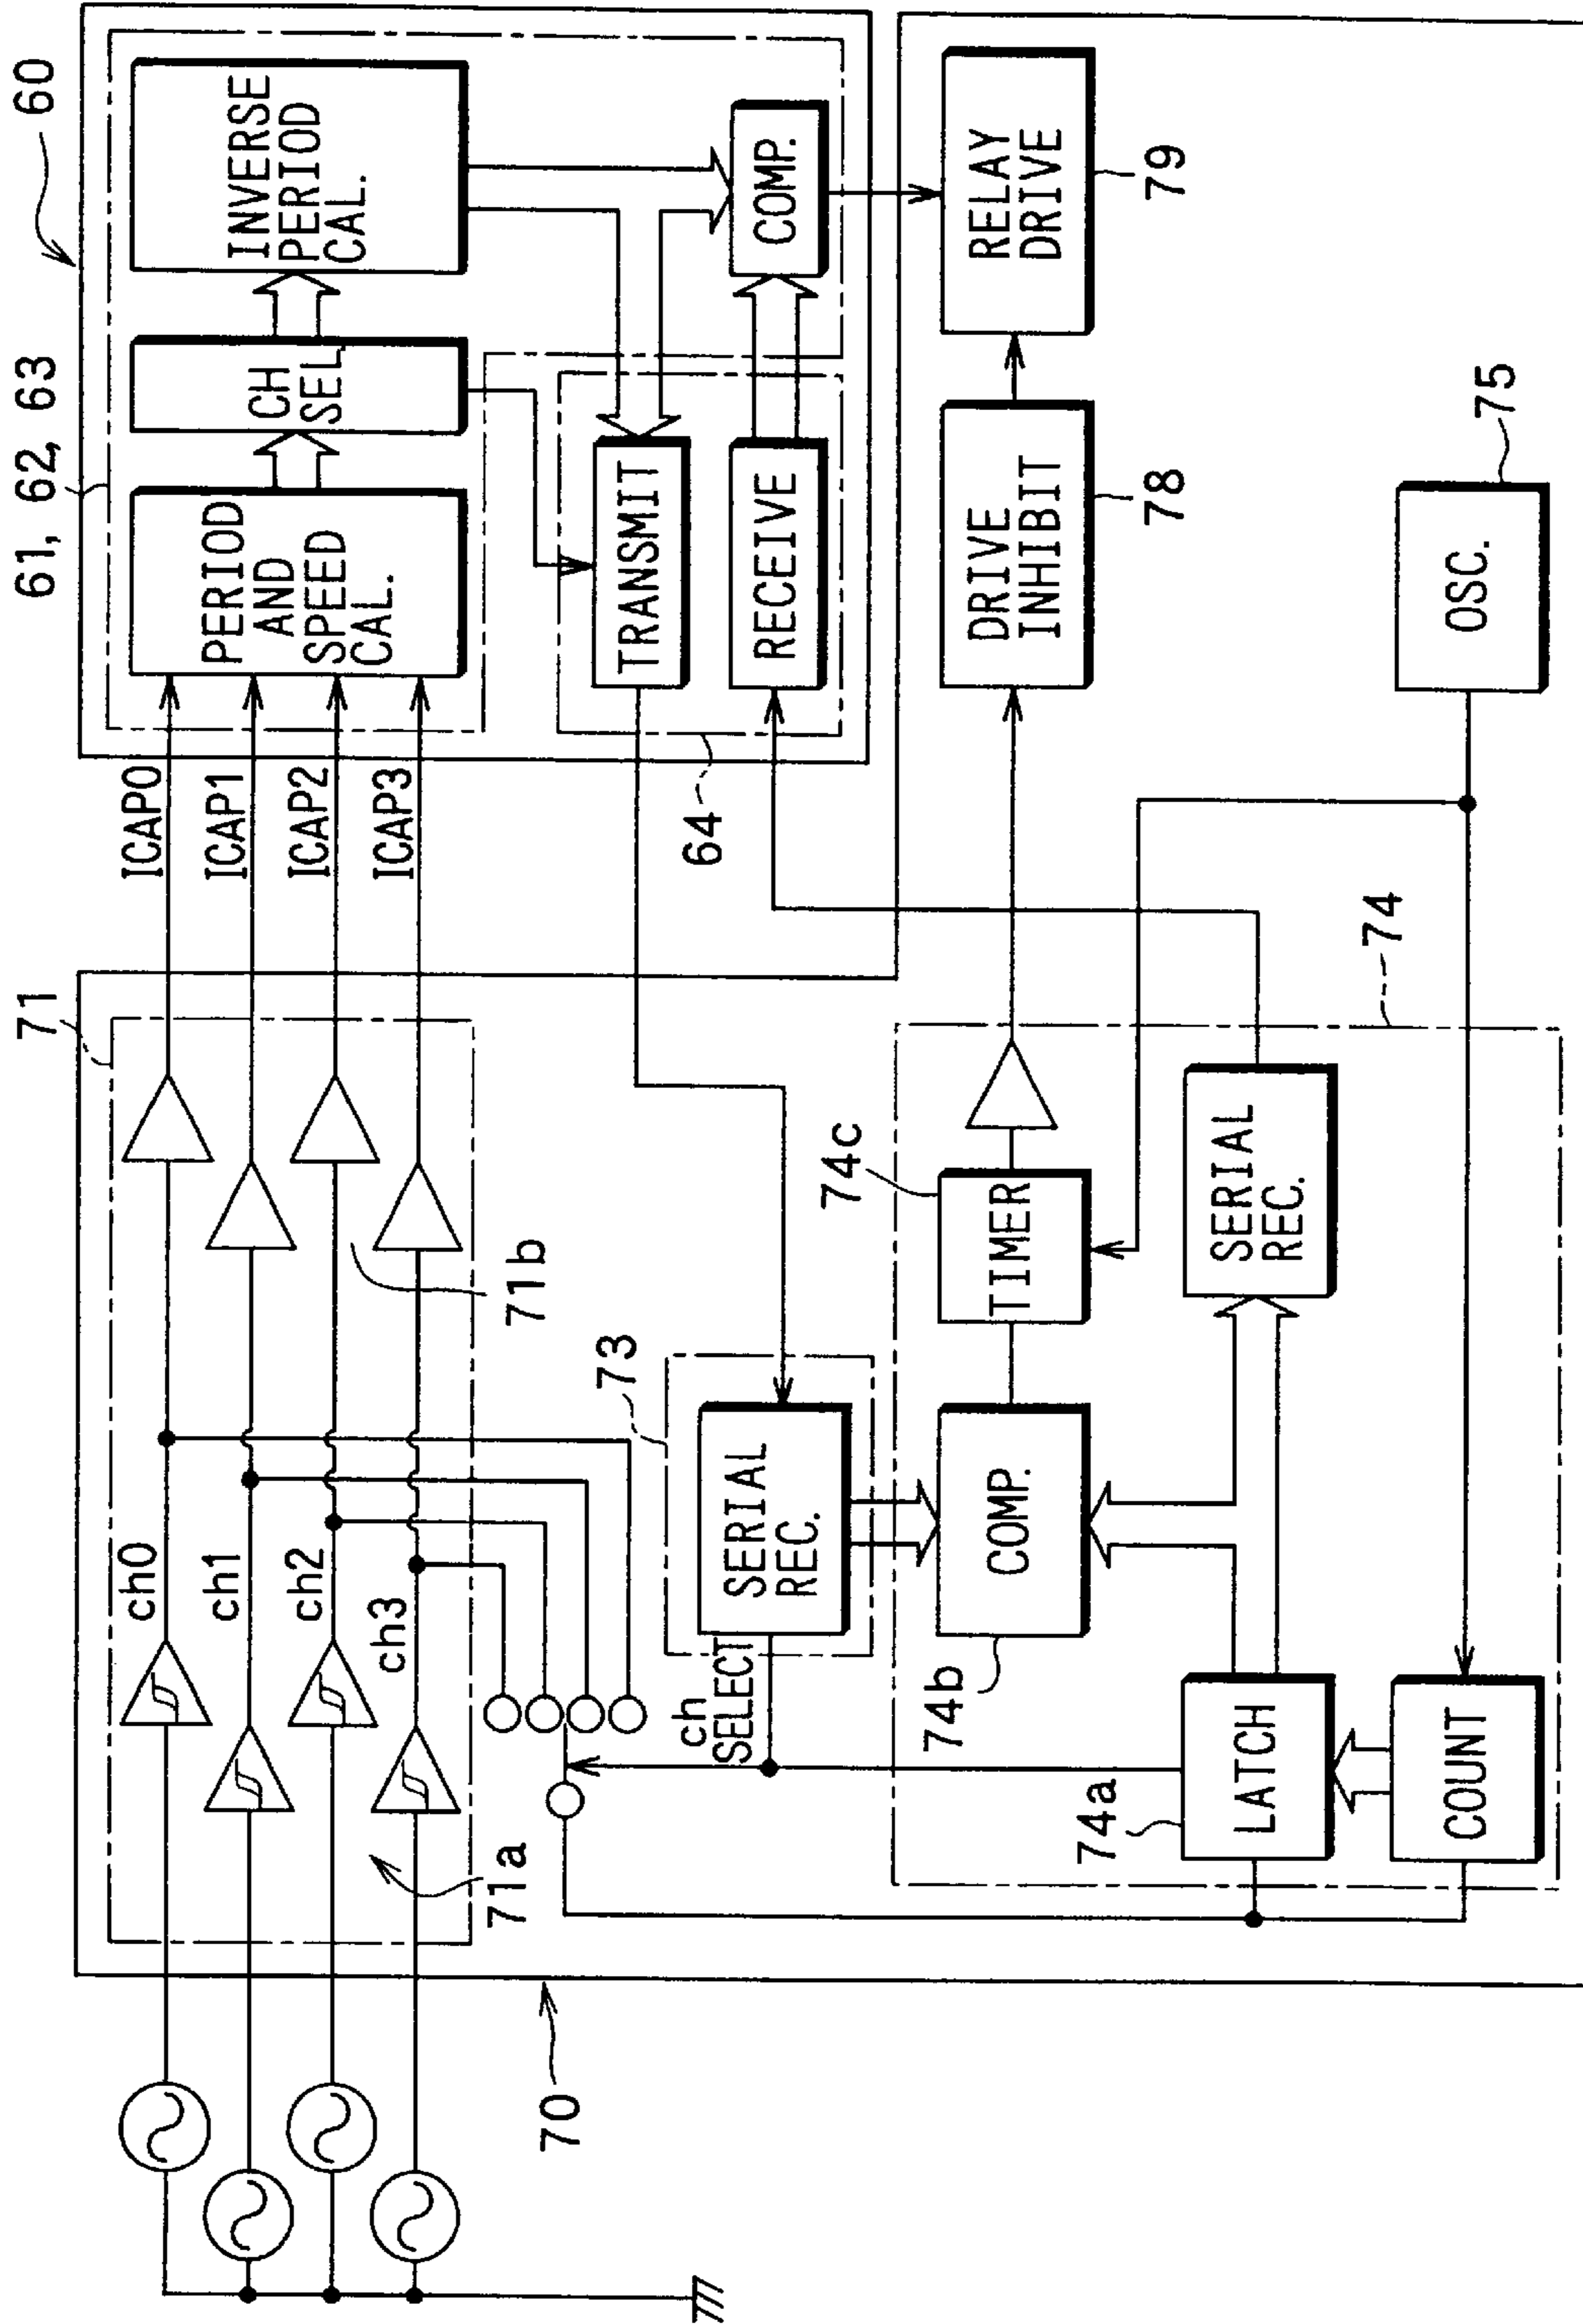 60
61, 62, 63
INVERSE
PERIOD
CAL.
CH
SEL
PERIOD
AND
SPEED
CAL.
COMP.
TRANSMIT
RECEIVE
64
ICAP0
ICAP1
ICAP2
ICAP3
71
ch0
ch1
ch2
ch3
71b
71a
RELAY
DRIVE
79
DRIVE
INHIBIT
78
OSC.
75
73
SERIAL
REC.
ch
SELECT
74
74c
TIMER
SERIAL
REC.
COMP.
74b
LATCH
74a
COUNT
70